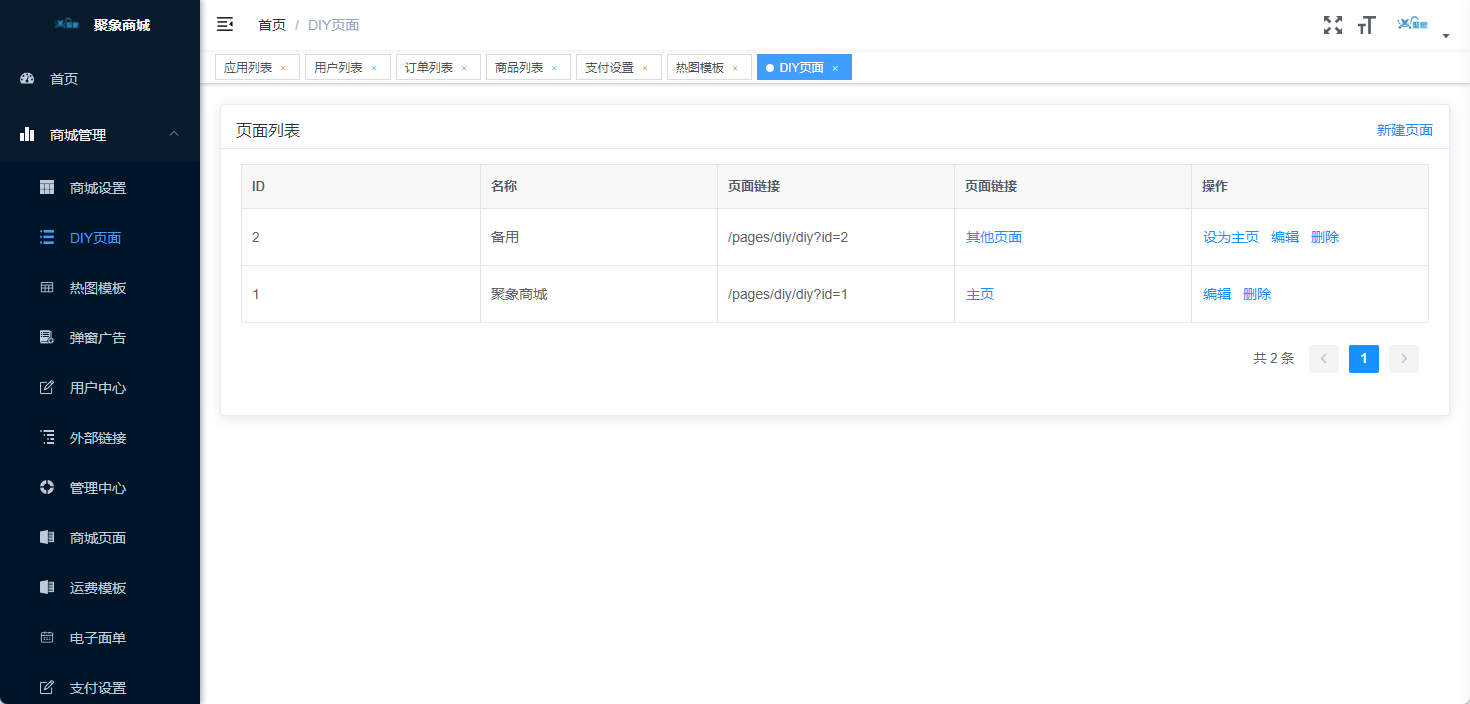 聚象商城
首页
商城管理
商城设置
DIY页面
热图模板
弹窗广告
用户中心
外部链接
管理中心
商城页面
运费模板
电子面单
支付设置
首页 / DIY页面
应用列表 × 用户列表 × 订单列表 × 商品列表 × 支付设置 × 热图模板 × DIY页面 ×
页面列表 新建页面
ID 名称 页面链接 页面链接 操作
2 备用 /pages/diy/diy?id=2 其他页面 设为主页 编辑 删除
1 聚象商城 /pages/diy/diy?id=1 主页 编辑 删除
共 2 条 1